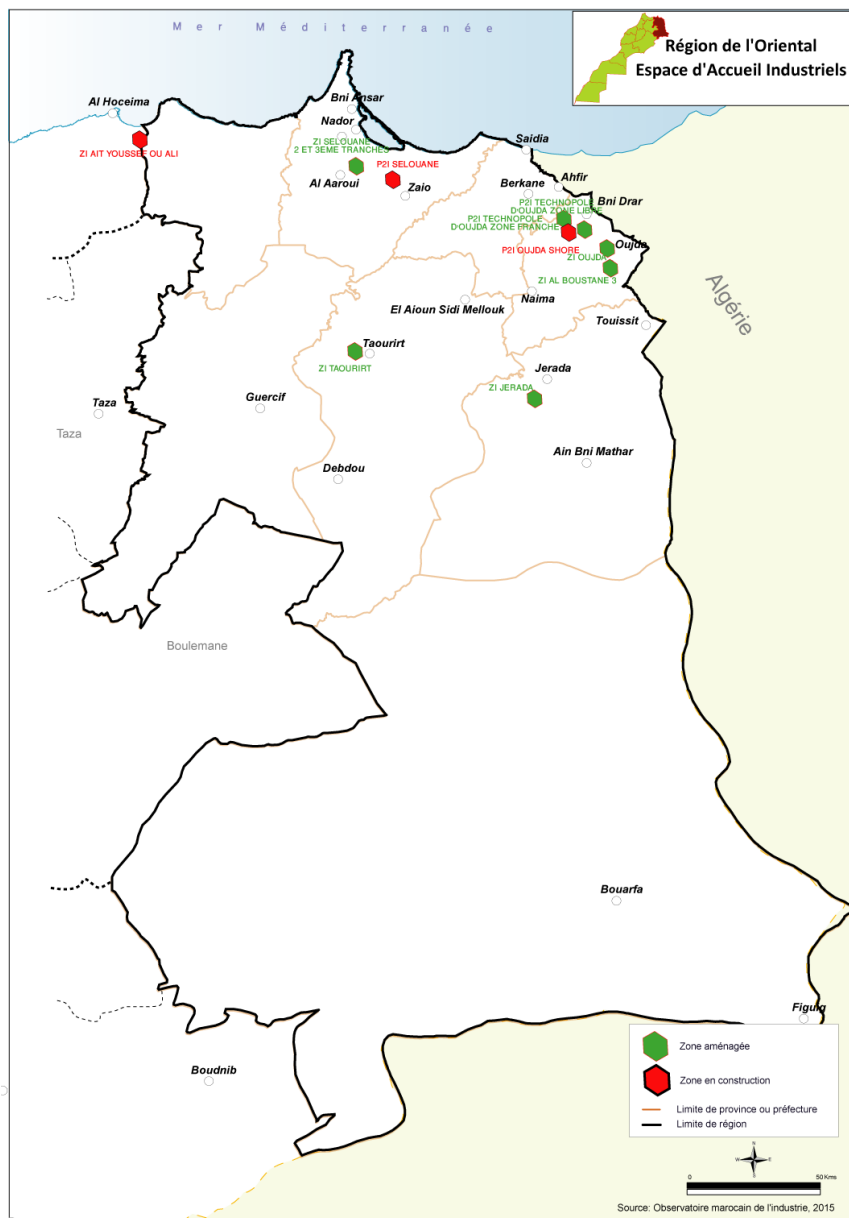 Mer Méditerranée
Région de l'Oriental
Espace d'Accueil Industriels
Al Hoceima
Bni Ansar
Nador
ZI SELOUANE
2 ET 3EME TRANCHES
ZI AIT YOUSSEF OU ALI
P2I SELOUANE
Al Aaroui
Zaio
Saidia
Ahfir
Berkane
Bni Drar
P2I TECHNOPOLE
D'OUJDA ZONE LIBRE
P2I TECHNOPOLE
D'OUJDA ZONE FRANCHE
P2I OUJDA SHORE
Oujda
ZI OUJDA
ZI AL BOUSTANE 3
Algérie
Naima
El Aioun Sidi Mellouk
Touissit
Taourirt
ZI TAOURIRT
Jerada
ZI JERADA
Guercif
Taza
Taza
Ain Bni Mathar
Debdou
Boulemane
Bouarfa
Figuig
Boudnib
Zone aménagée
Zone en construction
Limite de province ou préfecture
Limite de région
N
W
E
S
0
50 Kms
Source: Observatoire marocain de l'industrie, 2015